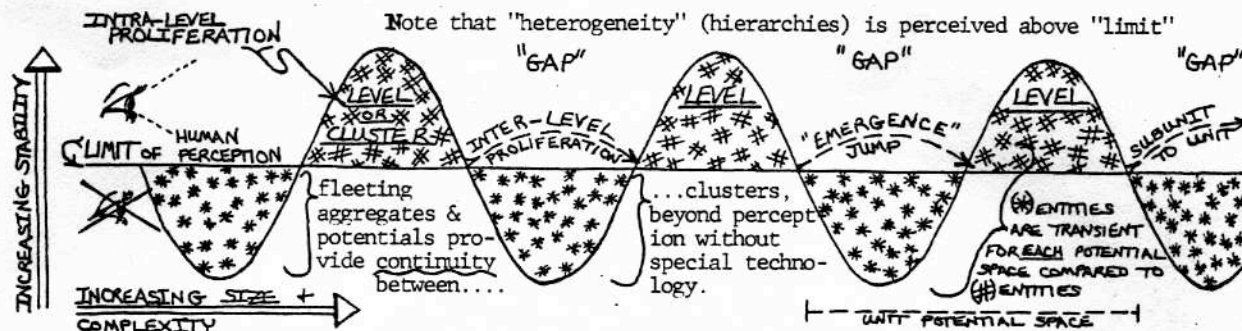 Note that "heterogeneity" (hierarchies) is perceived above "limit"
INTRA-LEVEL
PROLIFERATION
"GAP"
"GAP"
"GAP"
LEVEL
OR
CLUSTER
LEVEL
LEVEL
INTER-LEVEL
PROLIFERATION
"EMERGENCE"
JUMP
SUBUNIT
TO UNIT
LIMIT OF HUMAN
PERCEPTION
INCREASING STABILITY
fleeting
aggregates &
potentials pro-
vide continuity
between....
...clusters,
beyond percept
ion without
special techno-
logy.
(*) ENTITIES
ARE TRANSIENT
FOR EACH POTENTIAL
SPACE COMPARED TO
(#) ENTITIES
INCREASING SIZE +
COMPLEXITY
UNIT POTENTIAL SPACE